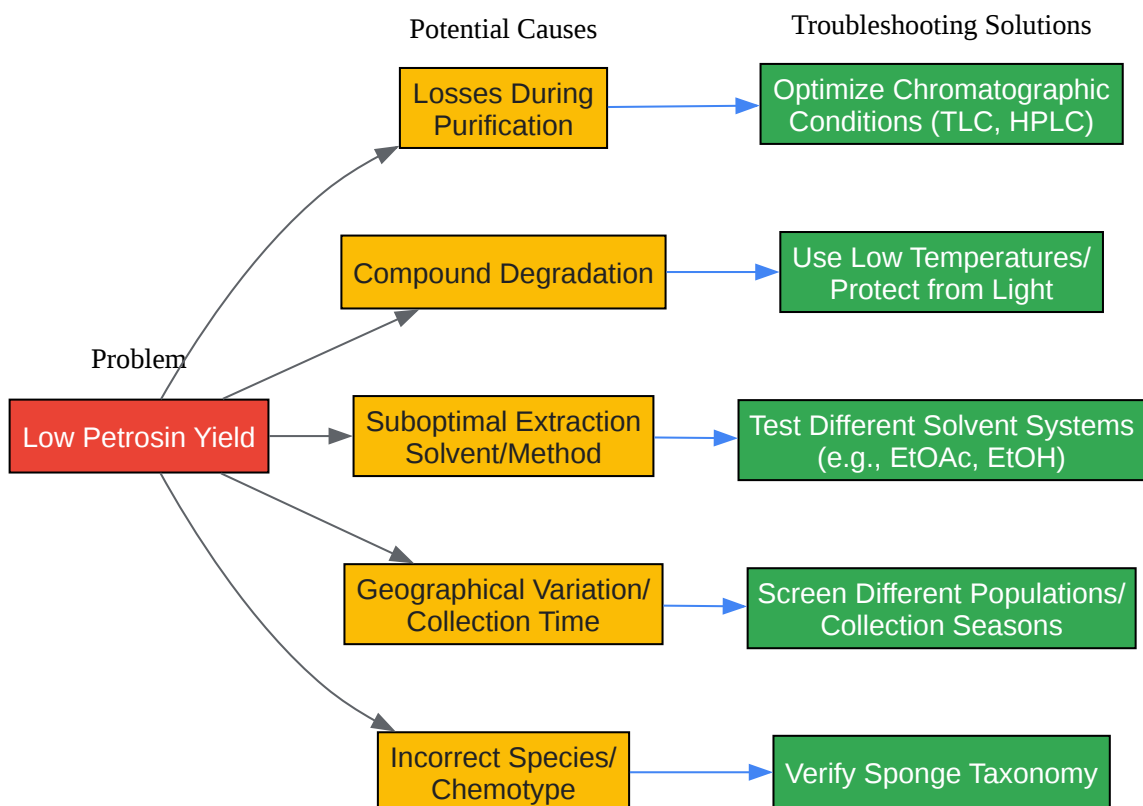 Potential Causes
Troubleshooting Solutions
Losses During
Purification
Optimize Chromatographic
Conditions (TLC, HPLC)
Compound Degradation
Use Low Temperatures/
Protect from Light
Problem
Low Petrosin Yield
Suboptimal Extraction
Solvent/Method
Test Different Solvent Systems
(e.g., EtOAc, EtOH)
Geographical Variation/
Collection Time
Screen Different Populations/
Collection Seasons
Incorrect Species/
Chemotype
Verify Sponge Taxonomy